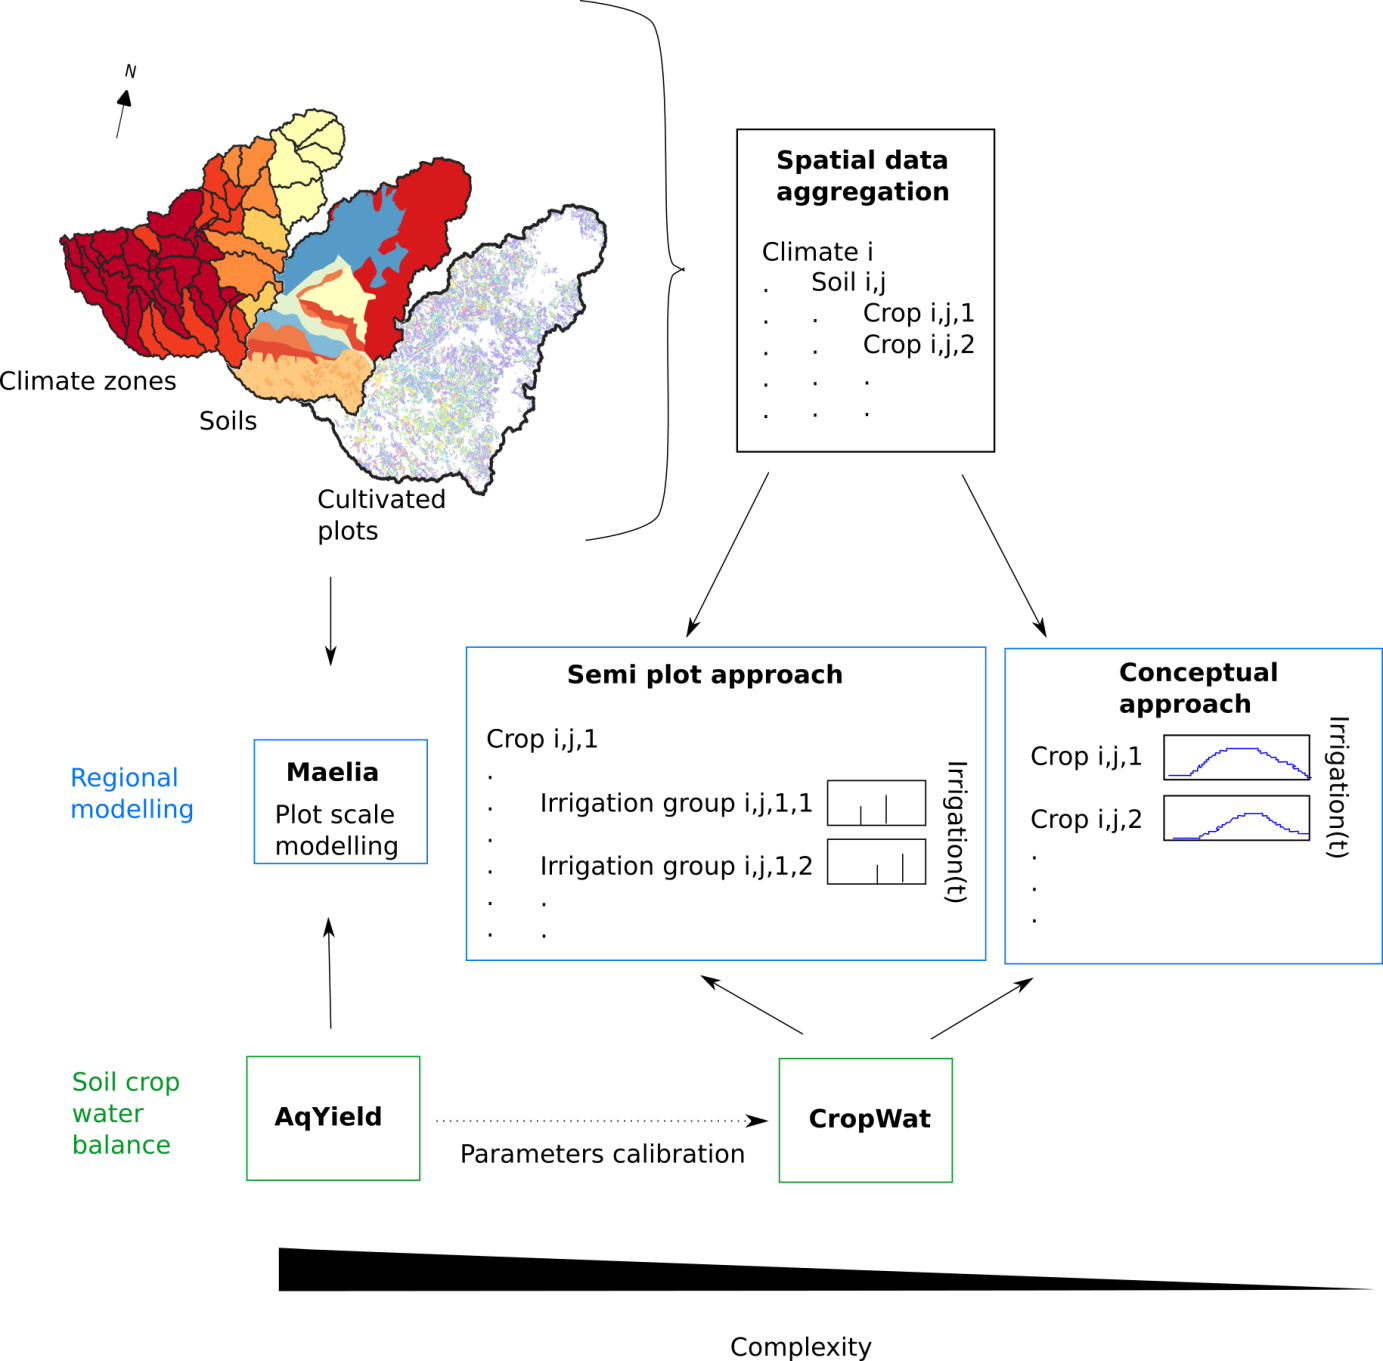 N
Climate zones
Soils
Cultivated
plots
Spatial data
aggregation
Climate i
. Soil i,j
. . Crop i,j,1
. . Crop i,j,2
. . .
. . .
Regional
modelling
Maelia
Plot scale
modelling
Semi plot approach
Crop i,j,1
.
. Irrigation group i,j,1,1
.
. Irrigation group i,j,1,2
. .
. .
Irrigation(t)
Conceptual
approach
Crop i,j,1
Crop i,j,2
.
.
.
Irrigation(t)
Soil crop
water
balance
AqYield
Parameters calibration
CropWat
Complexity